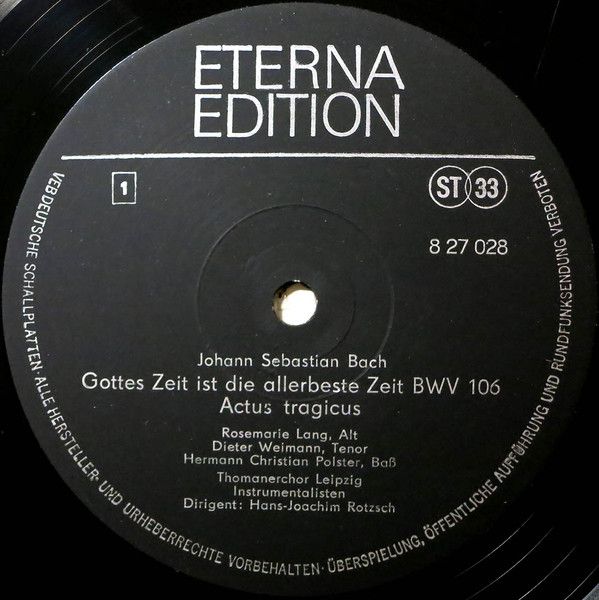 ETERNA
EDITION
1
ST 33
8 27 028
Johann Sebastian Bach
Gottes Zeit ist die allerbeste Zeit BWV 106
Actus tragicus
Rosemarie Lang, Alt
Dieter Weimann, Tenor
Hermann Christian Polster, Baß
Thomanerchor Leipzig
Instrumentalisten
Dirigent: Hans-Joachim Rotzsch
VEB DEUTSCHE SCHALLPLATTEN · ALLE HERSTELLER- UND URHEBERRECHTE VORBEHALTEN · ÜBERSPIELUNG, ÖFFENTLICHE AUFFÜHRUNG UND RUNDFUNKSENDUNG VERBOTEN